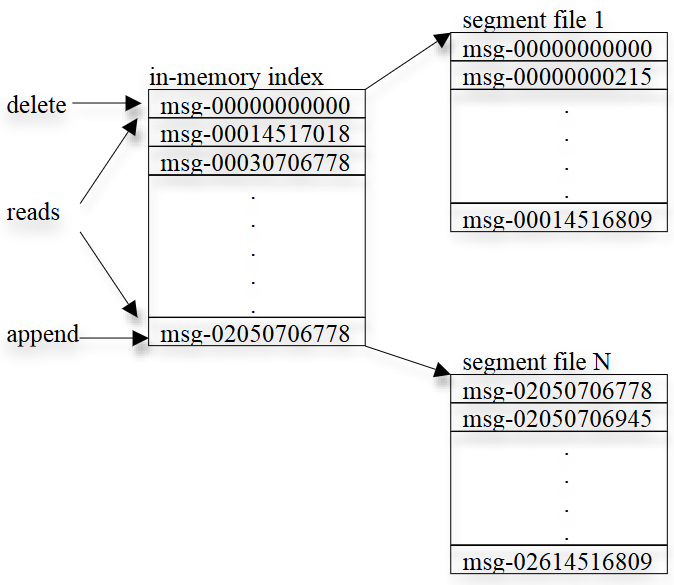 segment file 1
msg-00000000000
msg-00000000215
.
.
.
.
msg-00014516809
in-memory index
msg-00000000000
msg-00014517018
msg-00030706778
.
.
.
.
.
msg-02050706778
delete
reads
append
segment file N
msg-02050706778
msg-02050706945
.
.
.
.
msg-02614516809